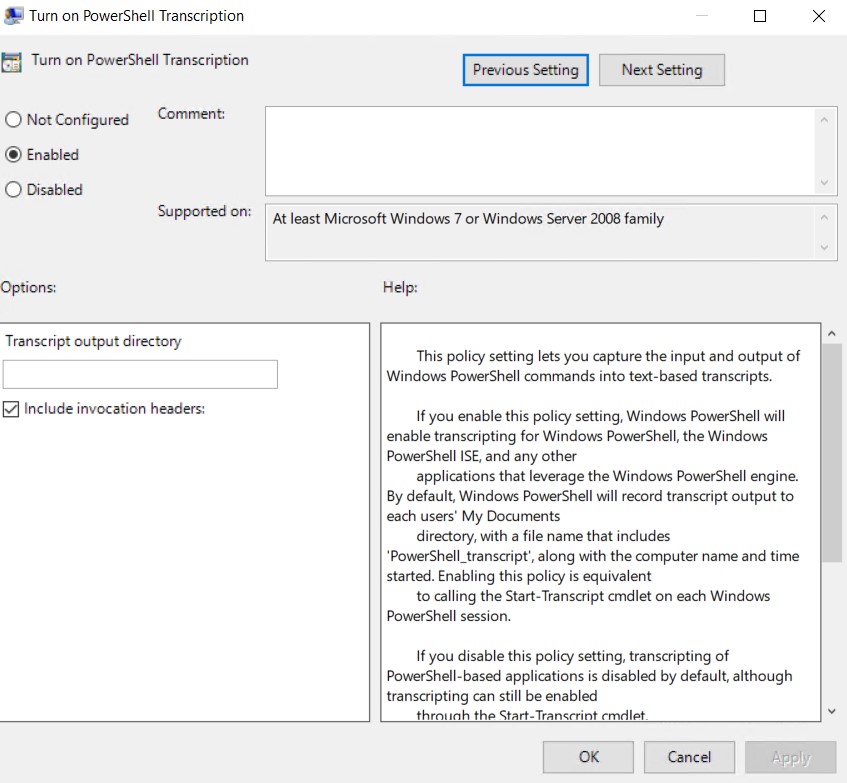 Turn on PowerShell Transcription
Turn on PowerShell Transcription
Previous Setting
Next Setting
Not Configured
Enabled
Disabled
Comment:
Supported on:
At least Microsoft Windows 7 or Windows Server 2008 family
Options:
Help:
Transcript output directory
Include invocation headers:
This policy setting lets you capture the input and output of
Windows PowerShell commands into text-based transcripts.
If you enable this policy setting, Windows PowerShell will
enable transcripting for Windows PowerShell, the Windows
PowerShell ISE, and any other
applications that leverage the Windows PowerShell engine.
By default, Windows PowerShell will record transcript output to
each users' My Documents
directory, with a file name that includes
'PowerShell_transcript', along with the computer name and time
started. Enabling this policy is equivalent
to calling the Start-Transcript cmdlet on each Windows
PowerShell session.
If you disable this policy setting, transcripting of
PowerShell-based applications is disabled by default, although
transcripting can still be enabled
through the Start-Transcript cmdlet.
OK
Cancel
Apply